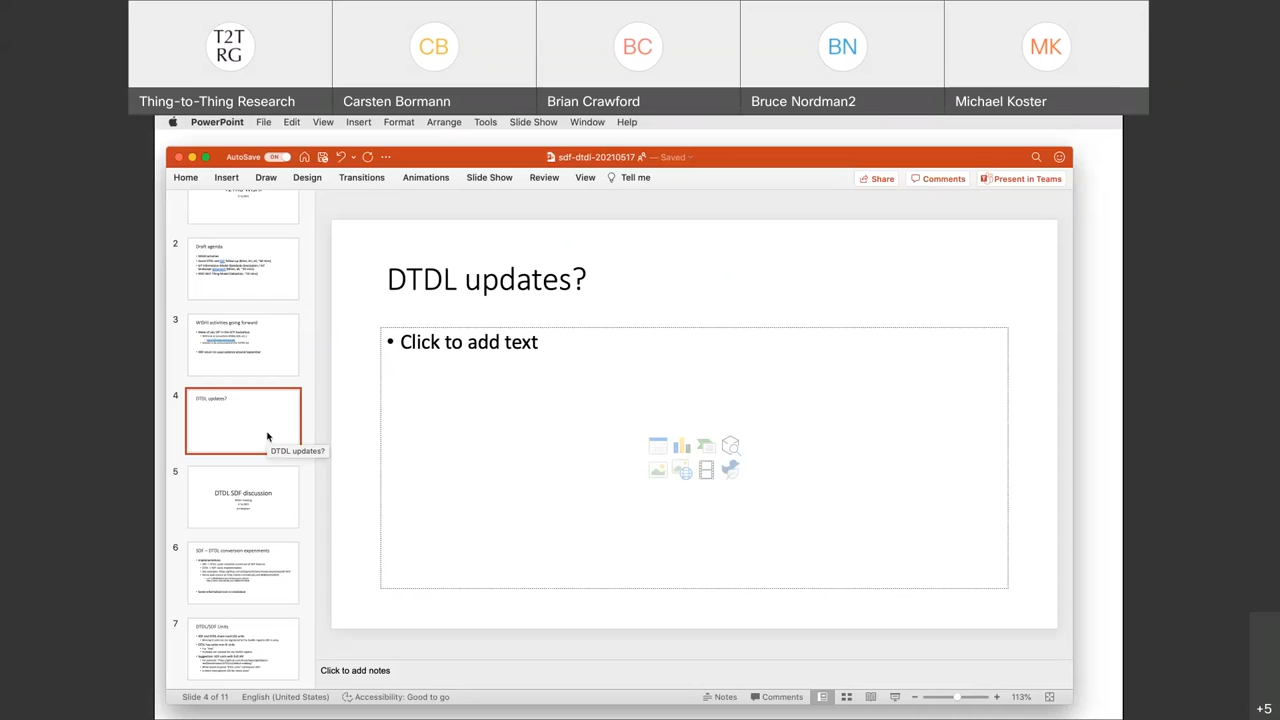 T2T
RG
CB
BC
BN
MK
Thing-to-Thing Research
Carsten Bormann
Brian Crawford
Bruce Nordman2
Michael Koster
PowerPoint File Edit View Insert Format Arrange Tools Slide Show Window Help
AutoSave ON
sdf-dtdl-20210517 — Saved
Home Insert Draw Design Transitions Animations Slide Show Review View Tell me
Share Comments Present in Teams
2
Draft agenda
3
WISHI activities going forward
4
DTDL updates?
DTDL updates?
5
DTDL SDF discussion
6
SDF – DTDL conversion experiments
7
DTDL/SDF Units
DTDL updates?
• Click to add text
Click to add notes
Slide 4 of 11 English (United States) Accessibility: Good to go Notes Comments 113%
+5